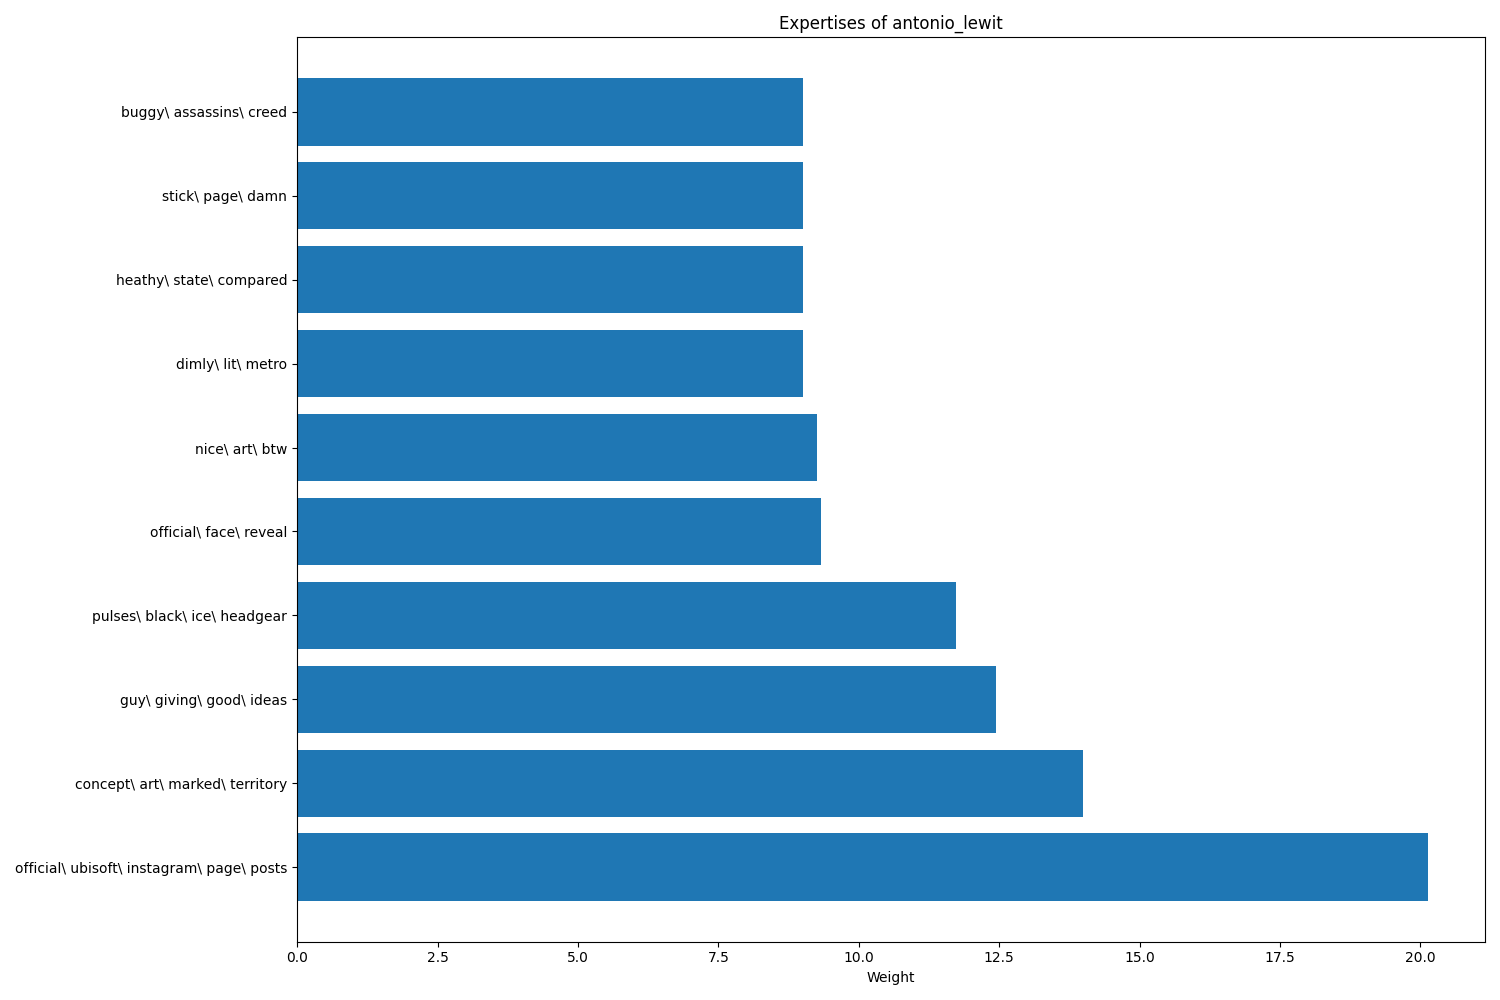 Expertises of antonio_lewit
buggy\ assassins\ creed
stick\ page\ damn
heathy\ state\ compared
dimly\ lit\ metro
nice\ art\ btw
official\ face\ reveal
pulses\ black\ ice\ headgear
guy\ giving\ good\ ideas
concept\ art\ marked\ territory
official\ ubisoft\ instagram\ page\ posts
0.0 2.5 5.0 7.5 10.0 12.5 15.0 17.5 20.0
Weight